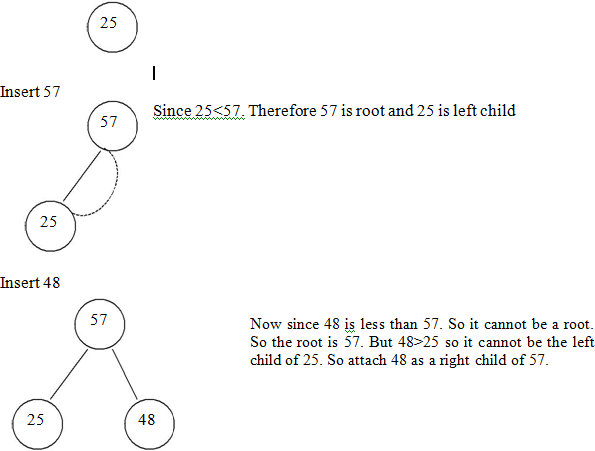 25
Insert 57
Since 25<57. Therefore 57 is root and 25 is left child
57
25
Insert 48
57
Now since 48 is less than 57. So it cannot be a root.
So the root is 57. But 48>25 so it cannot be the left
child of 25. So attach 48 as a right child of 57.
25
48